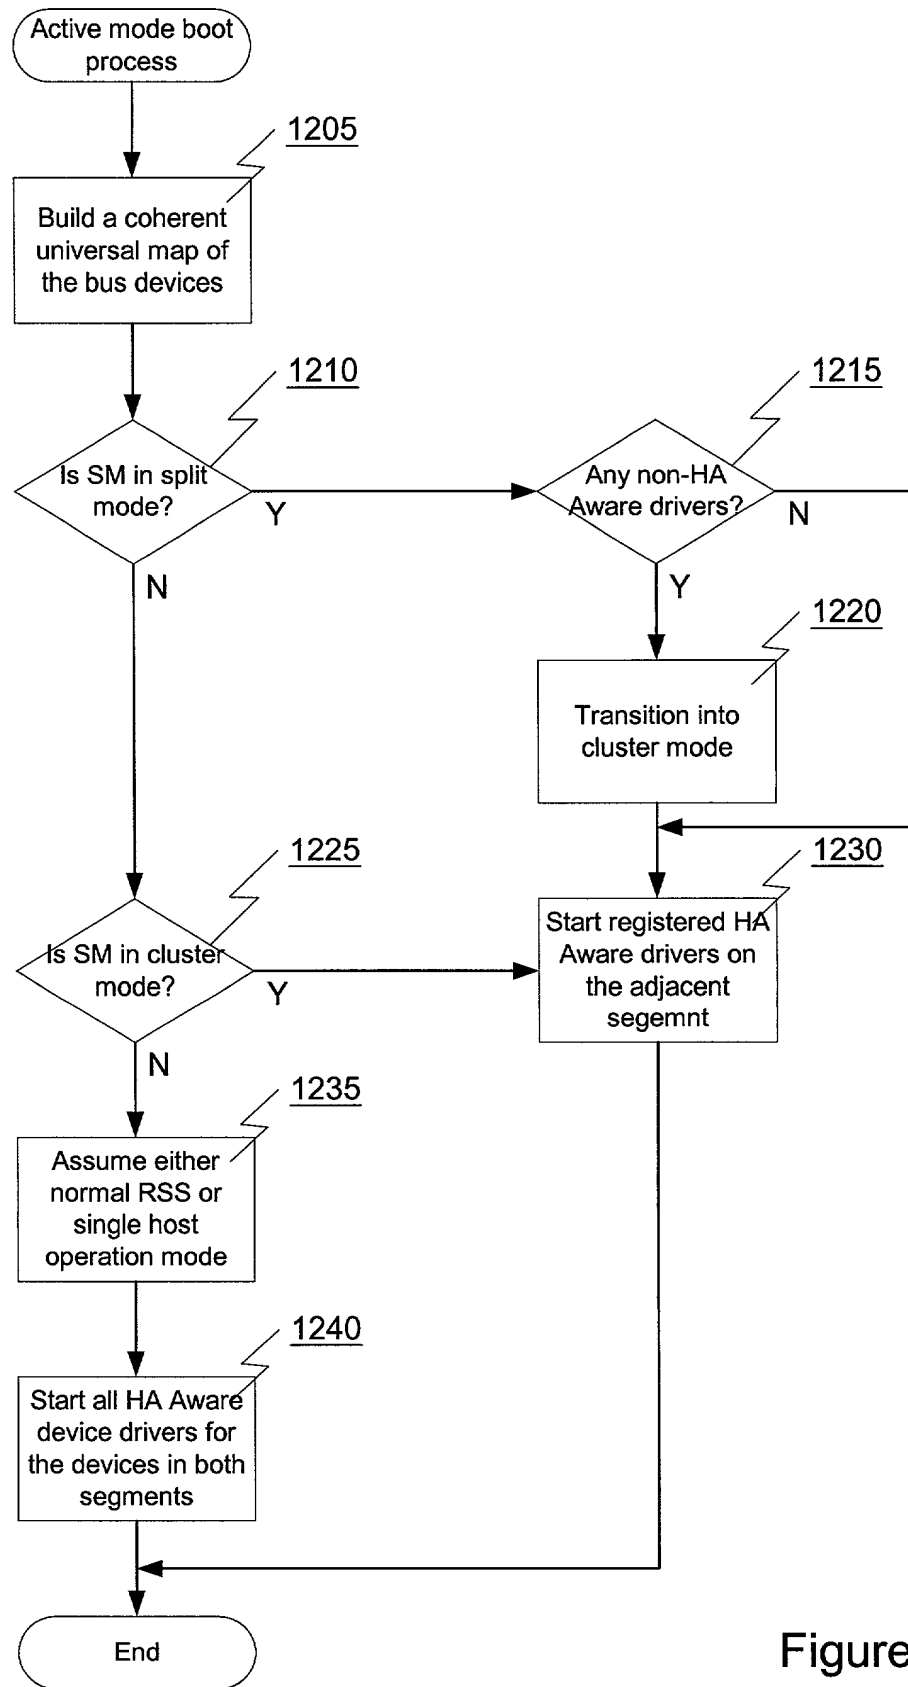 Active mode boot
process
1205
Build a coherent
universal map of
the bus devices
1210
1215
Is SM in split
mode?
Y
N
Any non-HA
Aware drivers?
N
Y
1220
Transition into
cluster mode
1225
1230
Is SM in cluster
mode?
Y
N
Start registered HA
Aware drivers on
the adjacent
segemnt
1235
Assume either
normal RSS or
single host
operation mode
1240
Start all HA Aware
device drivers for
the devices in both
segments
End
Figure